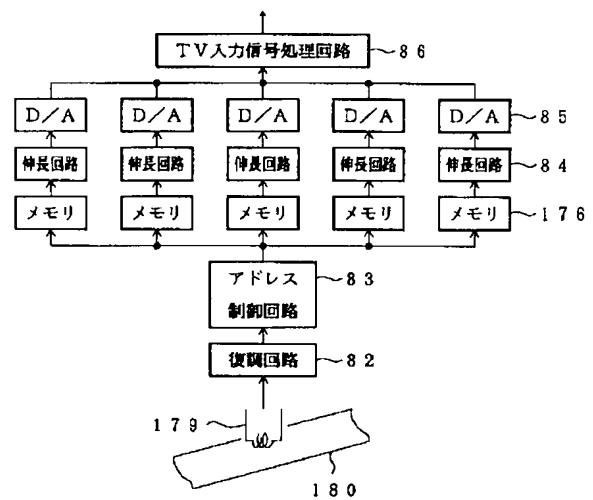 TV入力信号処理回路 86
D/A D/A D/A D/A D/A 85
伸長回路 伸長回路 伸長回路 伸長回路 伸長回路 84
メモリ メモリ メモリ メモリ メモリ 176
アドレス 83
制御回路
復調回路 82
179
180